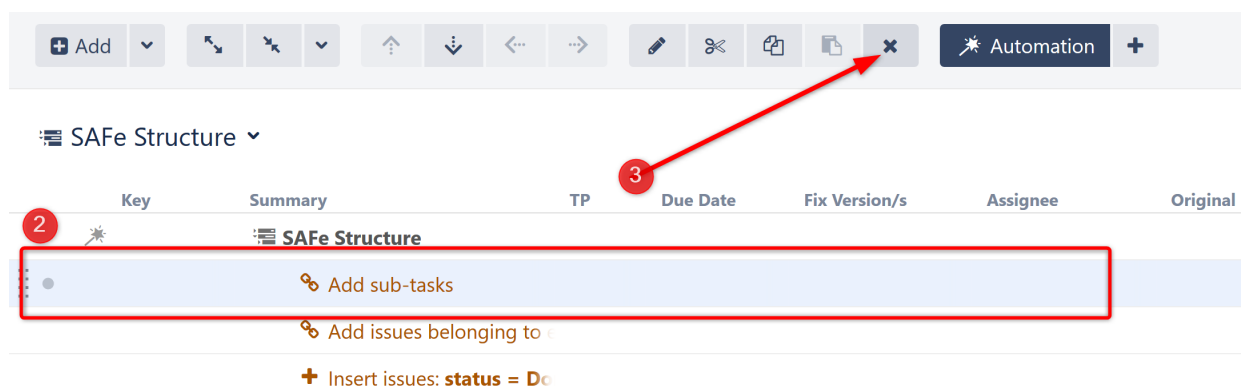 Add
Automation
SAFe Structure
3
Key Summary TP Due Date Fix Version/s Assignee Original
2
SAFe Structure
Add sub-tasks
Add issues belonging to
Insert issues: status = Do